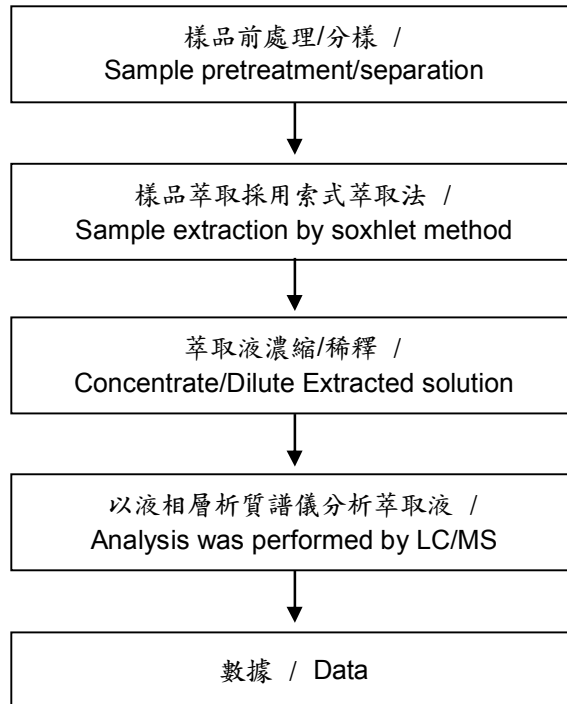 樣品前處理/分樣 /
Sample pretreatment/separation
樣品萃取採用索式萃取法 /
Sample extraction by soxhlet method
萃取液濃縮/稀釋 /
Concentrate/Dilute Extracted solution
以液相層析質譜儀分析萃取液 /
Analysis was performed by LC/MS
數據 / Data